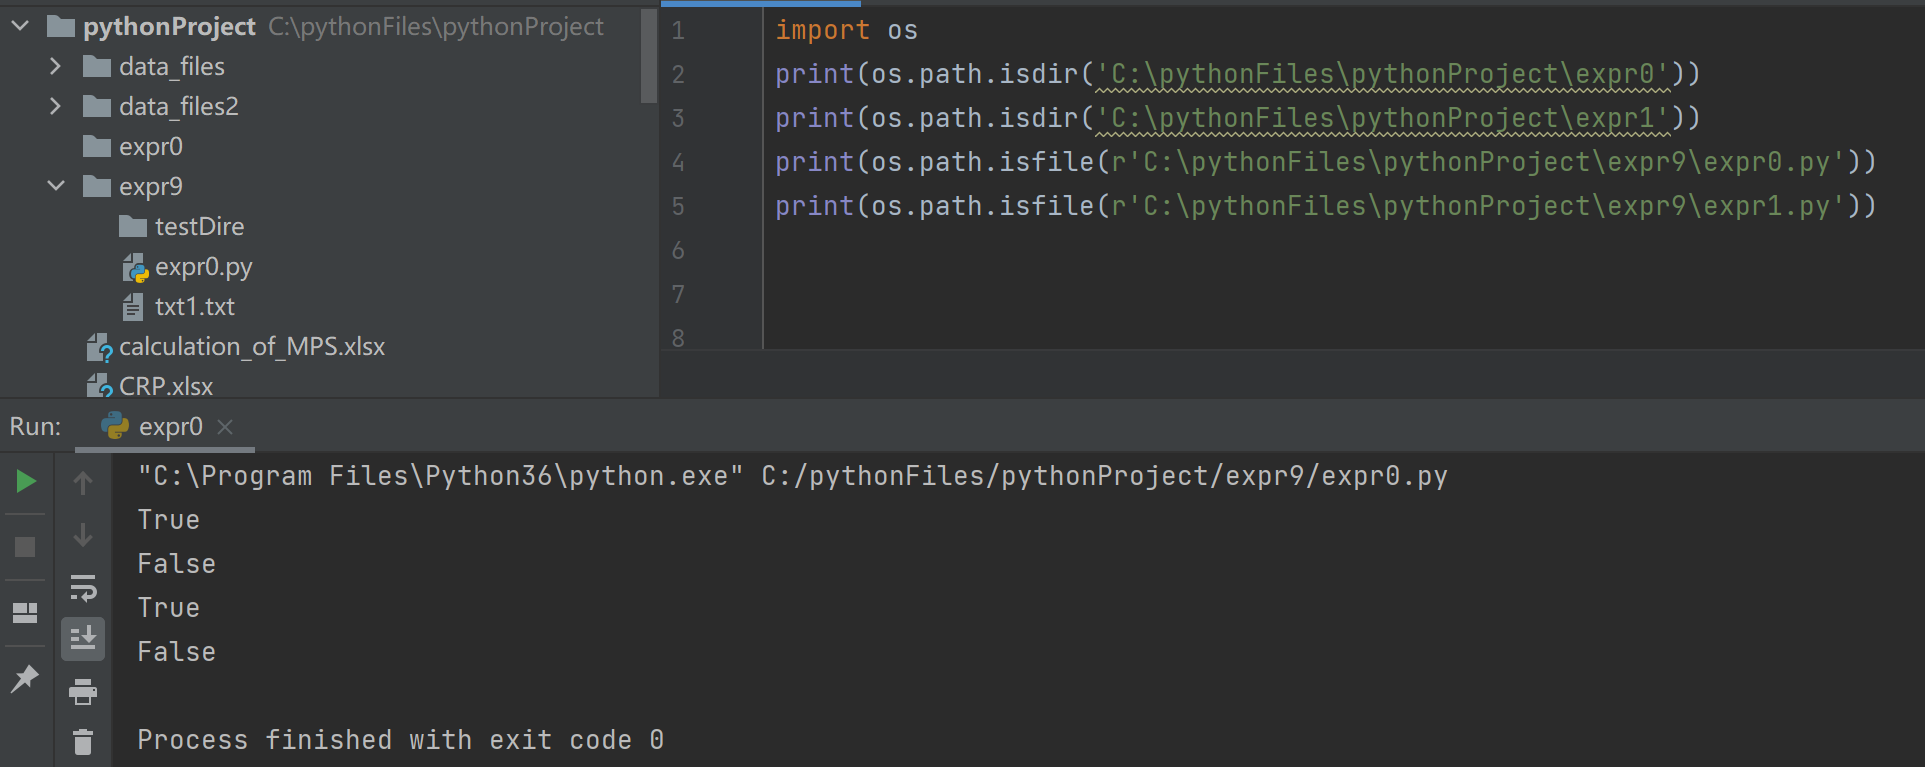 pythonProject C:\pythonFiles\pythonProject
data_files
data_files2
expr0
expr9
testDire
expr0.py
txt1.txt
calculation_of_MPS.xlsx
CRP.xlsx
1 import os
2 print(os.path.isdir('C:\pythonFiles\pythonProject\expr0'))
3 print(os.path.isdir('C:\pythonFiles\pythonProject\expr1'))
4 print(os.path.isfile(r'C:\pythonFiles\pythonProject\expr9\expr0.py'))
5 print(os.path.isfile(r'C:\pythonFiles\pythonProject\expr9\expr1.py'))
6
7
8
Run: expr0
"C:\Program Files\Python36\python.exe" C:/pythonFiles/pythonProject/expr9/expr0.py
True
False
True
False
Process finished with exit code 0